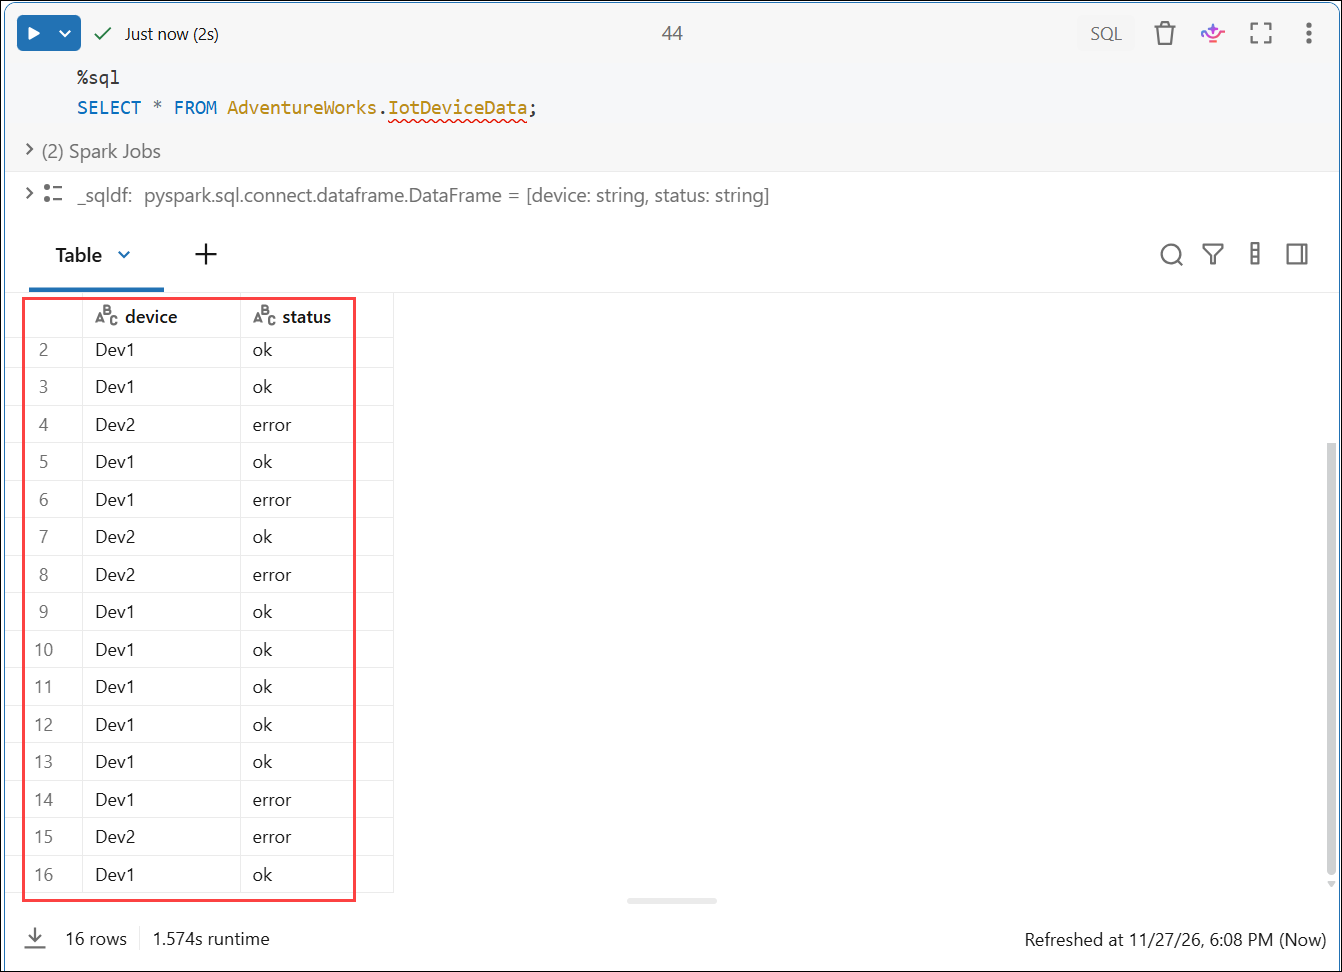 Just now (2s)
44
SQL
%sql
SELECT * FROM AdventureWorks.IotDeviceData;
(2) Spark Jobs
_sqldf: pyspark.sql.connect.dataframe.DataFrame = [device: string, status: string]
Table
ABC device ABC status
2 Dev1 ok
3 Dev1 ok
4 Dev2 error
5 Dev1 ok
6 Dev1 error
7 Dev2 ok
8 Dev2 error
9 Dev1 ok
10 Dev1 ok
11 Dev1 ok
12 Dev1 ok
13 Dev1 ok
14 Dev1 error
15 Dev2 error
16 Dev1 ok
16 rows 1.574s runtime
Refreshed at 11/27/26, 6:08 PM (Now)